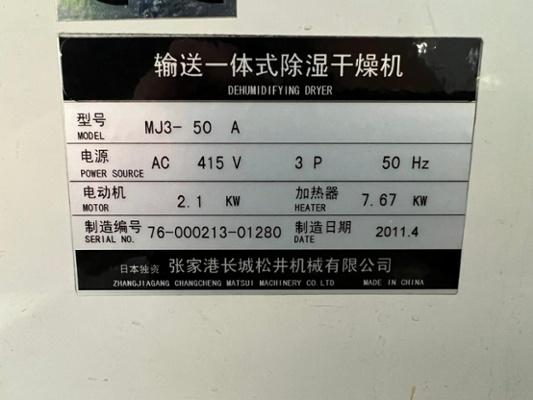 输送一体式除湿干燥机
DEHUMIDIFYING DRYER
型号 MJ3- 50 A
MODEL
电源 AC 415 V 3 P 50 Hz
POWER SOURCE
电动机 2.1 KW 加热器 7.67 KW
MOTOR HEATER
制造编号 76-000213-01280 制造日期 2011.4
SERIAL NO. DATE
日本独资 张家港长城松井机械有限公司
ZHANGJIAGANG CHANGCHENG MATSUI MACHINERY CO.LTD MADE IN CHINA